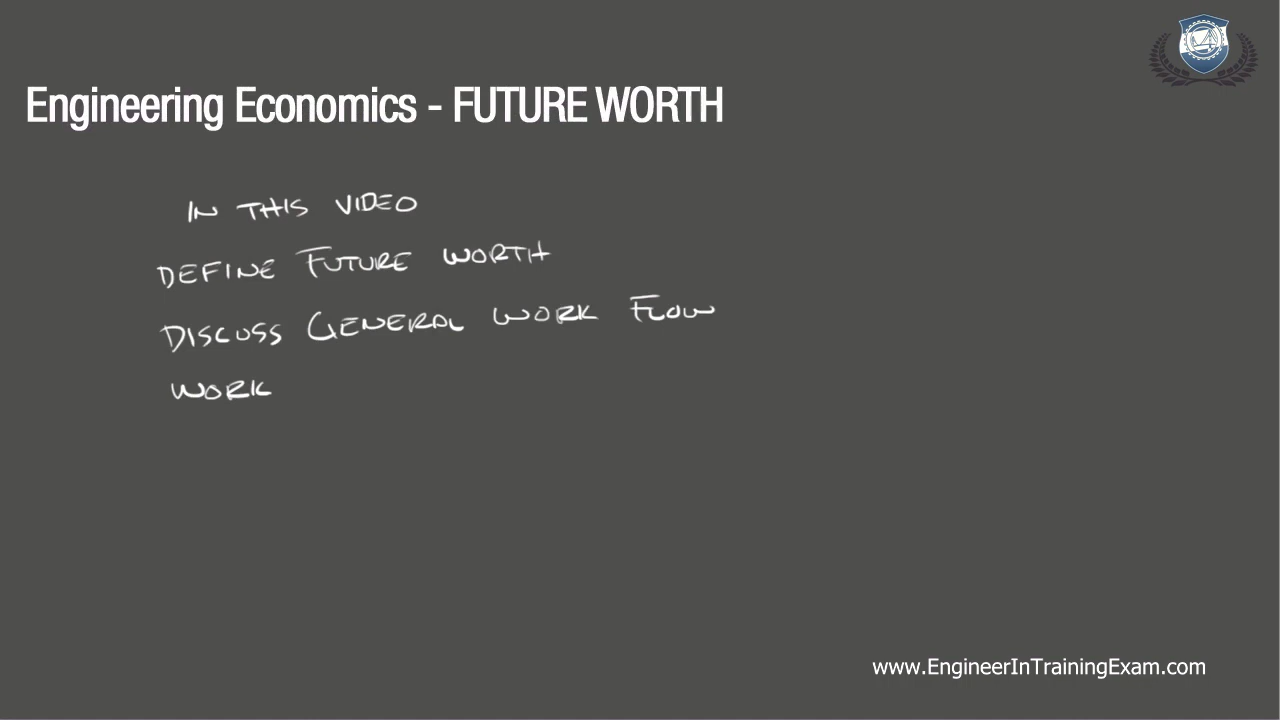 Engineering Economics - FUTURE WORTH
IN THIS VIDEO
DEFINE FUTURE WORTH
DISCUSS GENERAL WORK FLOW
WORK
www.EngineerInTrainingExam.com